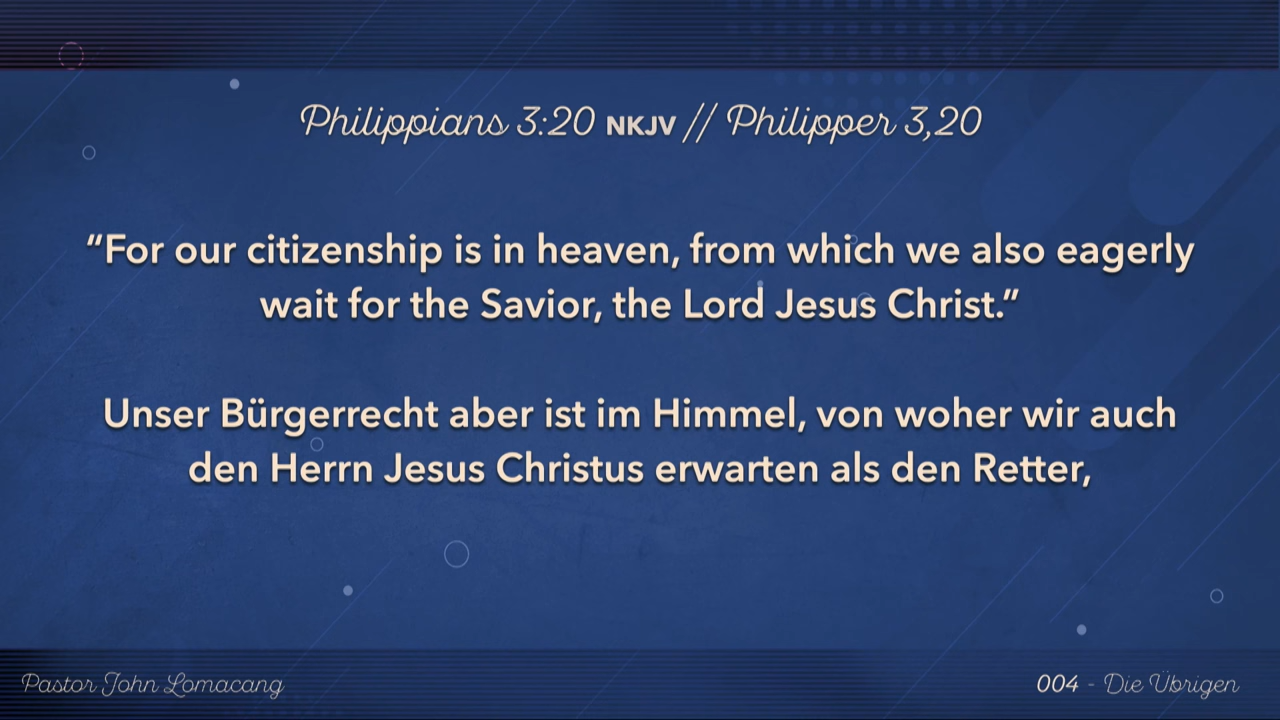 Philippians 3:20 NKJV // Philipper 3,20
“For our citizenship is in heaven, from which we also eagerly
wait for the Savior, the Lord Jesus Christ.”
Unser Bürgerrecht aber ist im Himmel, von woher wir auch
den Herrn Jesus Christus erwarten als den Retter,
Pastor John Lomacang
004 - Die Übrigen